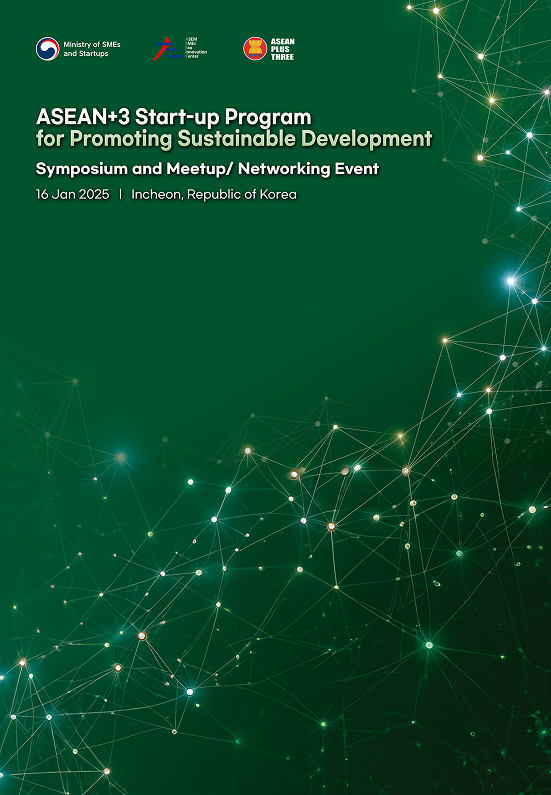 Ministry of SMEs
and Startups
ASEM
SMEs
Eco
Innovation
Center
ASEAN
PLUS
THREE
ASEAN+3 Start-up Program
for Promoting Sustainable Development
Symposium and Meetup/ Networking Event
16 Jan 2025 | Incheon, Republic of Korea